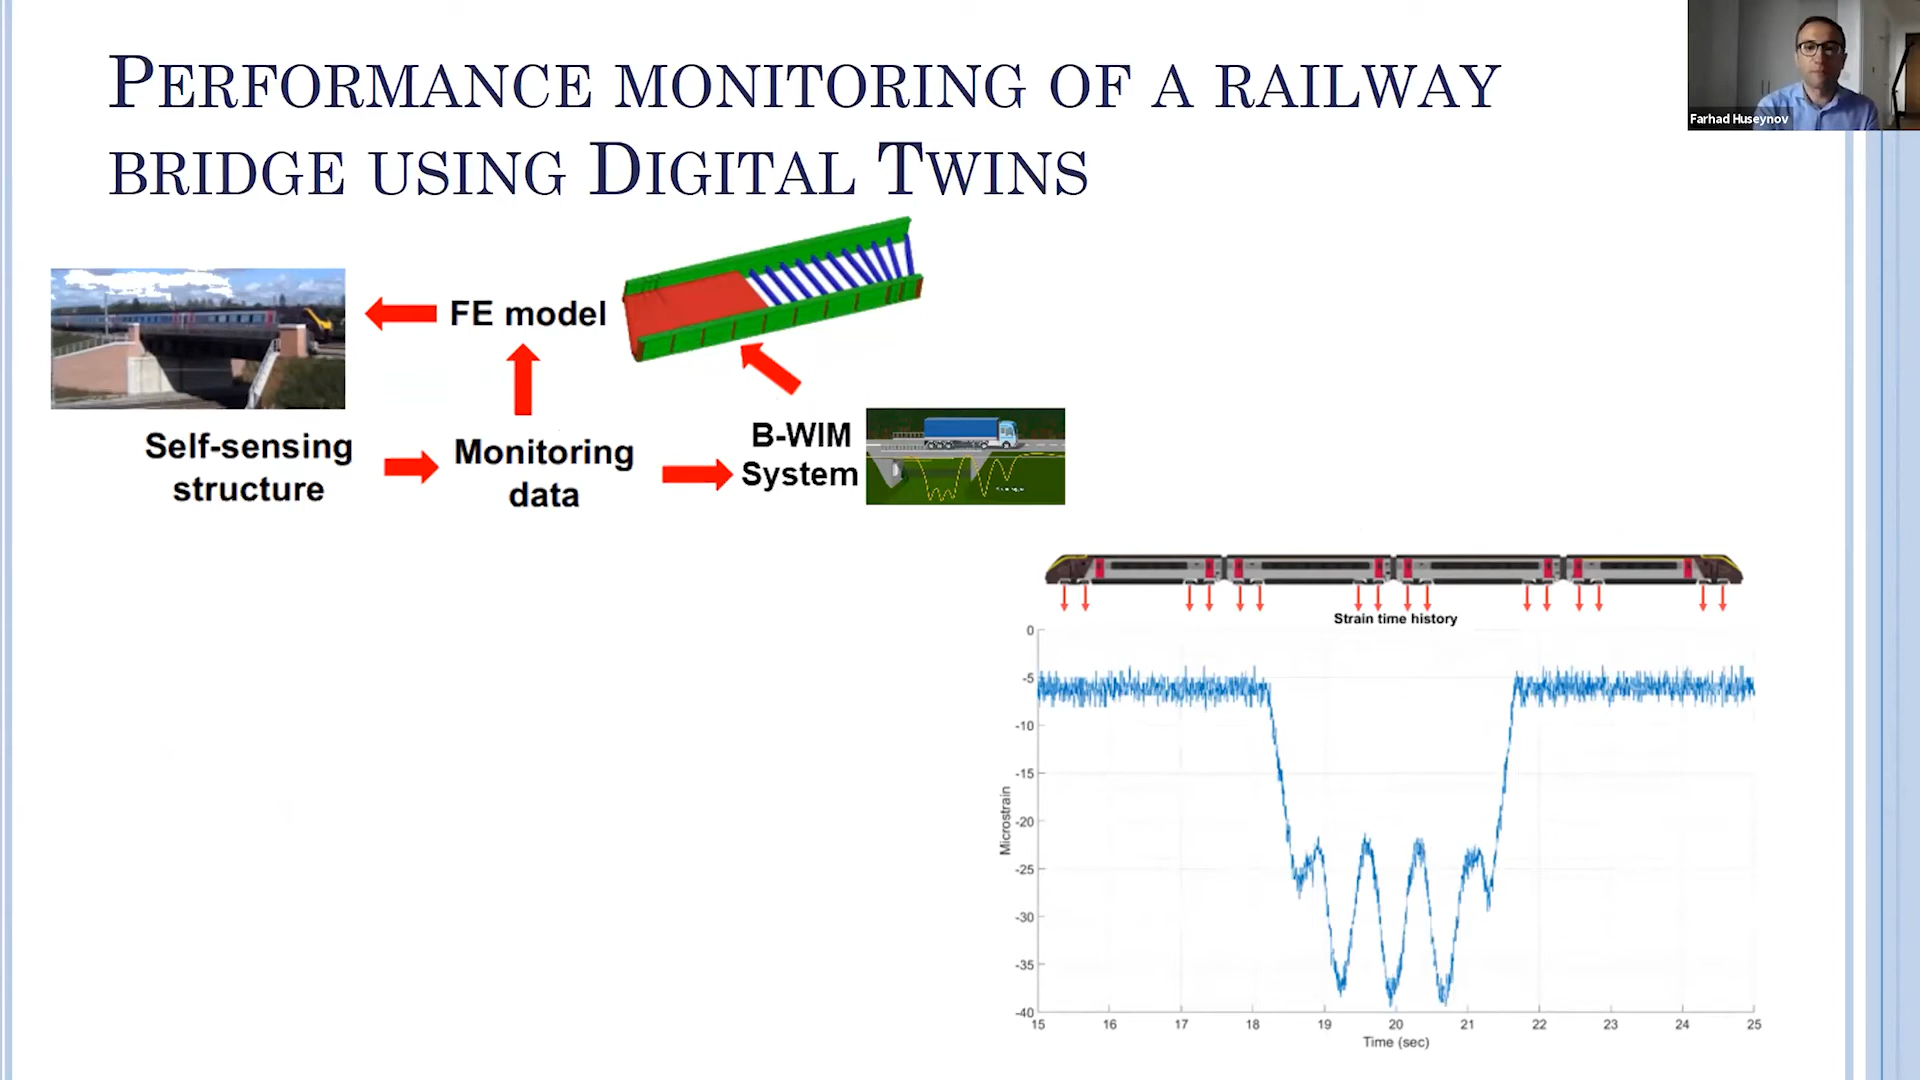 PERFORMANCE MONITORING OF A RAILWAY
BRIDGE USING DIGITAL TWINS
Farhad Huseynov
FE model
Self-sensing
structure
Monitoring
data
B-WIM
System
Strain time history
0
-5
-10
-15
-20
-25
-30
-35
-40
Microstrain
15 16 17 18 19 20 21 22 23 24 25
Time (sec)